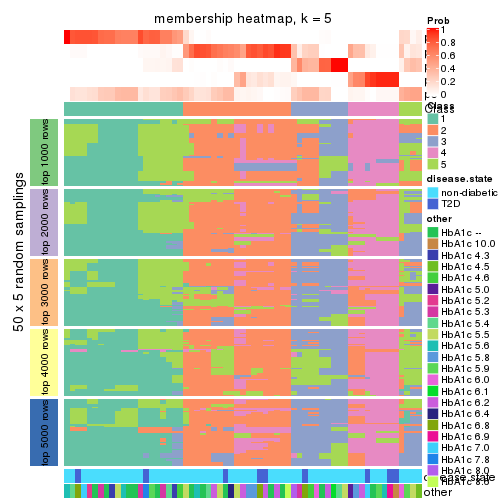 membership heatmap, k = 5
50 x 5 random samplings
top 1000 rows
top 2000 rows
top 3000 rows
top 4000 rows
top 5000 rows
Prob
1
0.8
0.6
0.4
0.2
0
Class
Class
1
2
3
4
5
disease.state
non-diabetic
T2D
other
HbA1c --
HbA1c 10.0
HbA1c 4.3
HbA1c 4.5
HbA1c 4.6
HbA1c 5.0
HbA1c 5.2
HbA1c 5.3
HbA1c 5.4
HbA1c 5.5
HbA1c 5.6
HbA1c 5.8
HbA1c 5.9
HbA1c 6.0
HbA1c 6.1
HbA1c 6.2
HbA1c 6.4
HbA1c 6.8
HbA1c 6.9
HbA1c 7.0
HbA1c 7.8
HbA1c 8.0
other